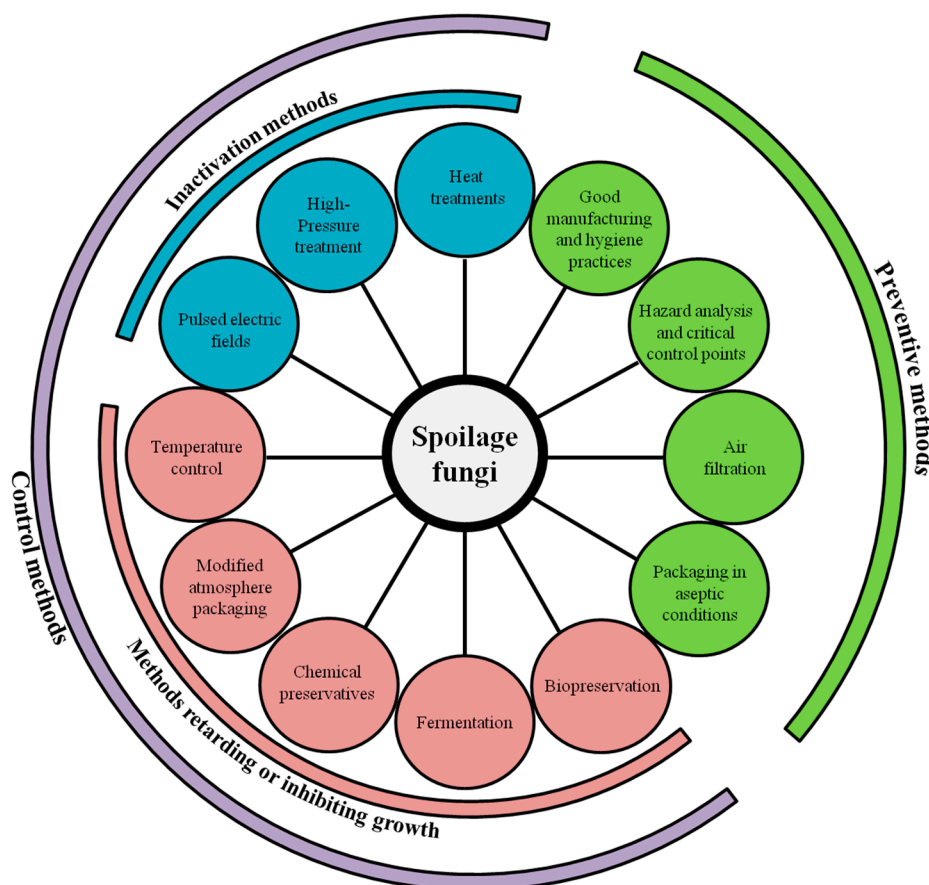 Inactivation methods
Heat
treatments
High-
Pressure
treatment
Pulsed electric
fields
Good
manufacturing
and hygiene
practices
Hazard analysis
and critical
control points
Air
filtration
Packaging in
aseptic
conditions
Preventive methods
Spoilage
fungi
Temperature
control
Modified
atmosphere
packaging
Chemical
preservatives
Fermentation
Biopreservation
Methods retarding or inhibiting growth
Control methods